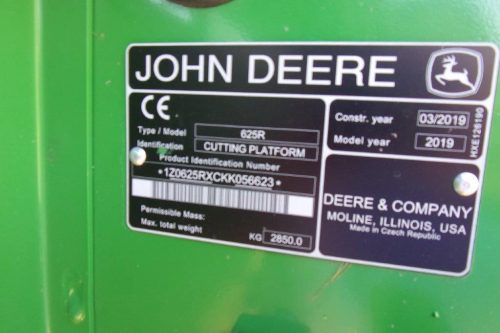 JOHN DEERE
CE
Type / Model 625R
Identification CUTTING PLATFORM
Product Identification Number
*1Z0625RXCKK056623*
Permissible Mass:
Max. total weight KG 2850.0
Constr. year 03/2019
Model year 2019
HXE126190
DEERE & COMPANY
MOLINE, ILLINOIS, USA
Made in Czech Republic